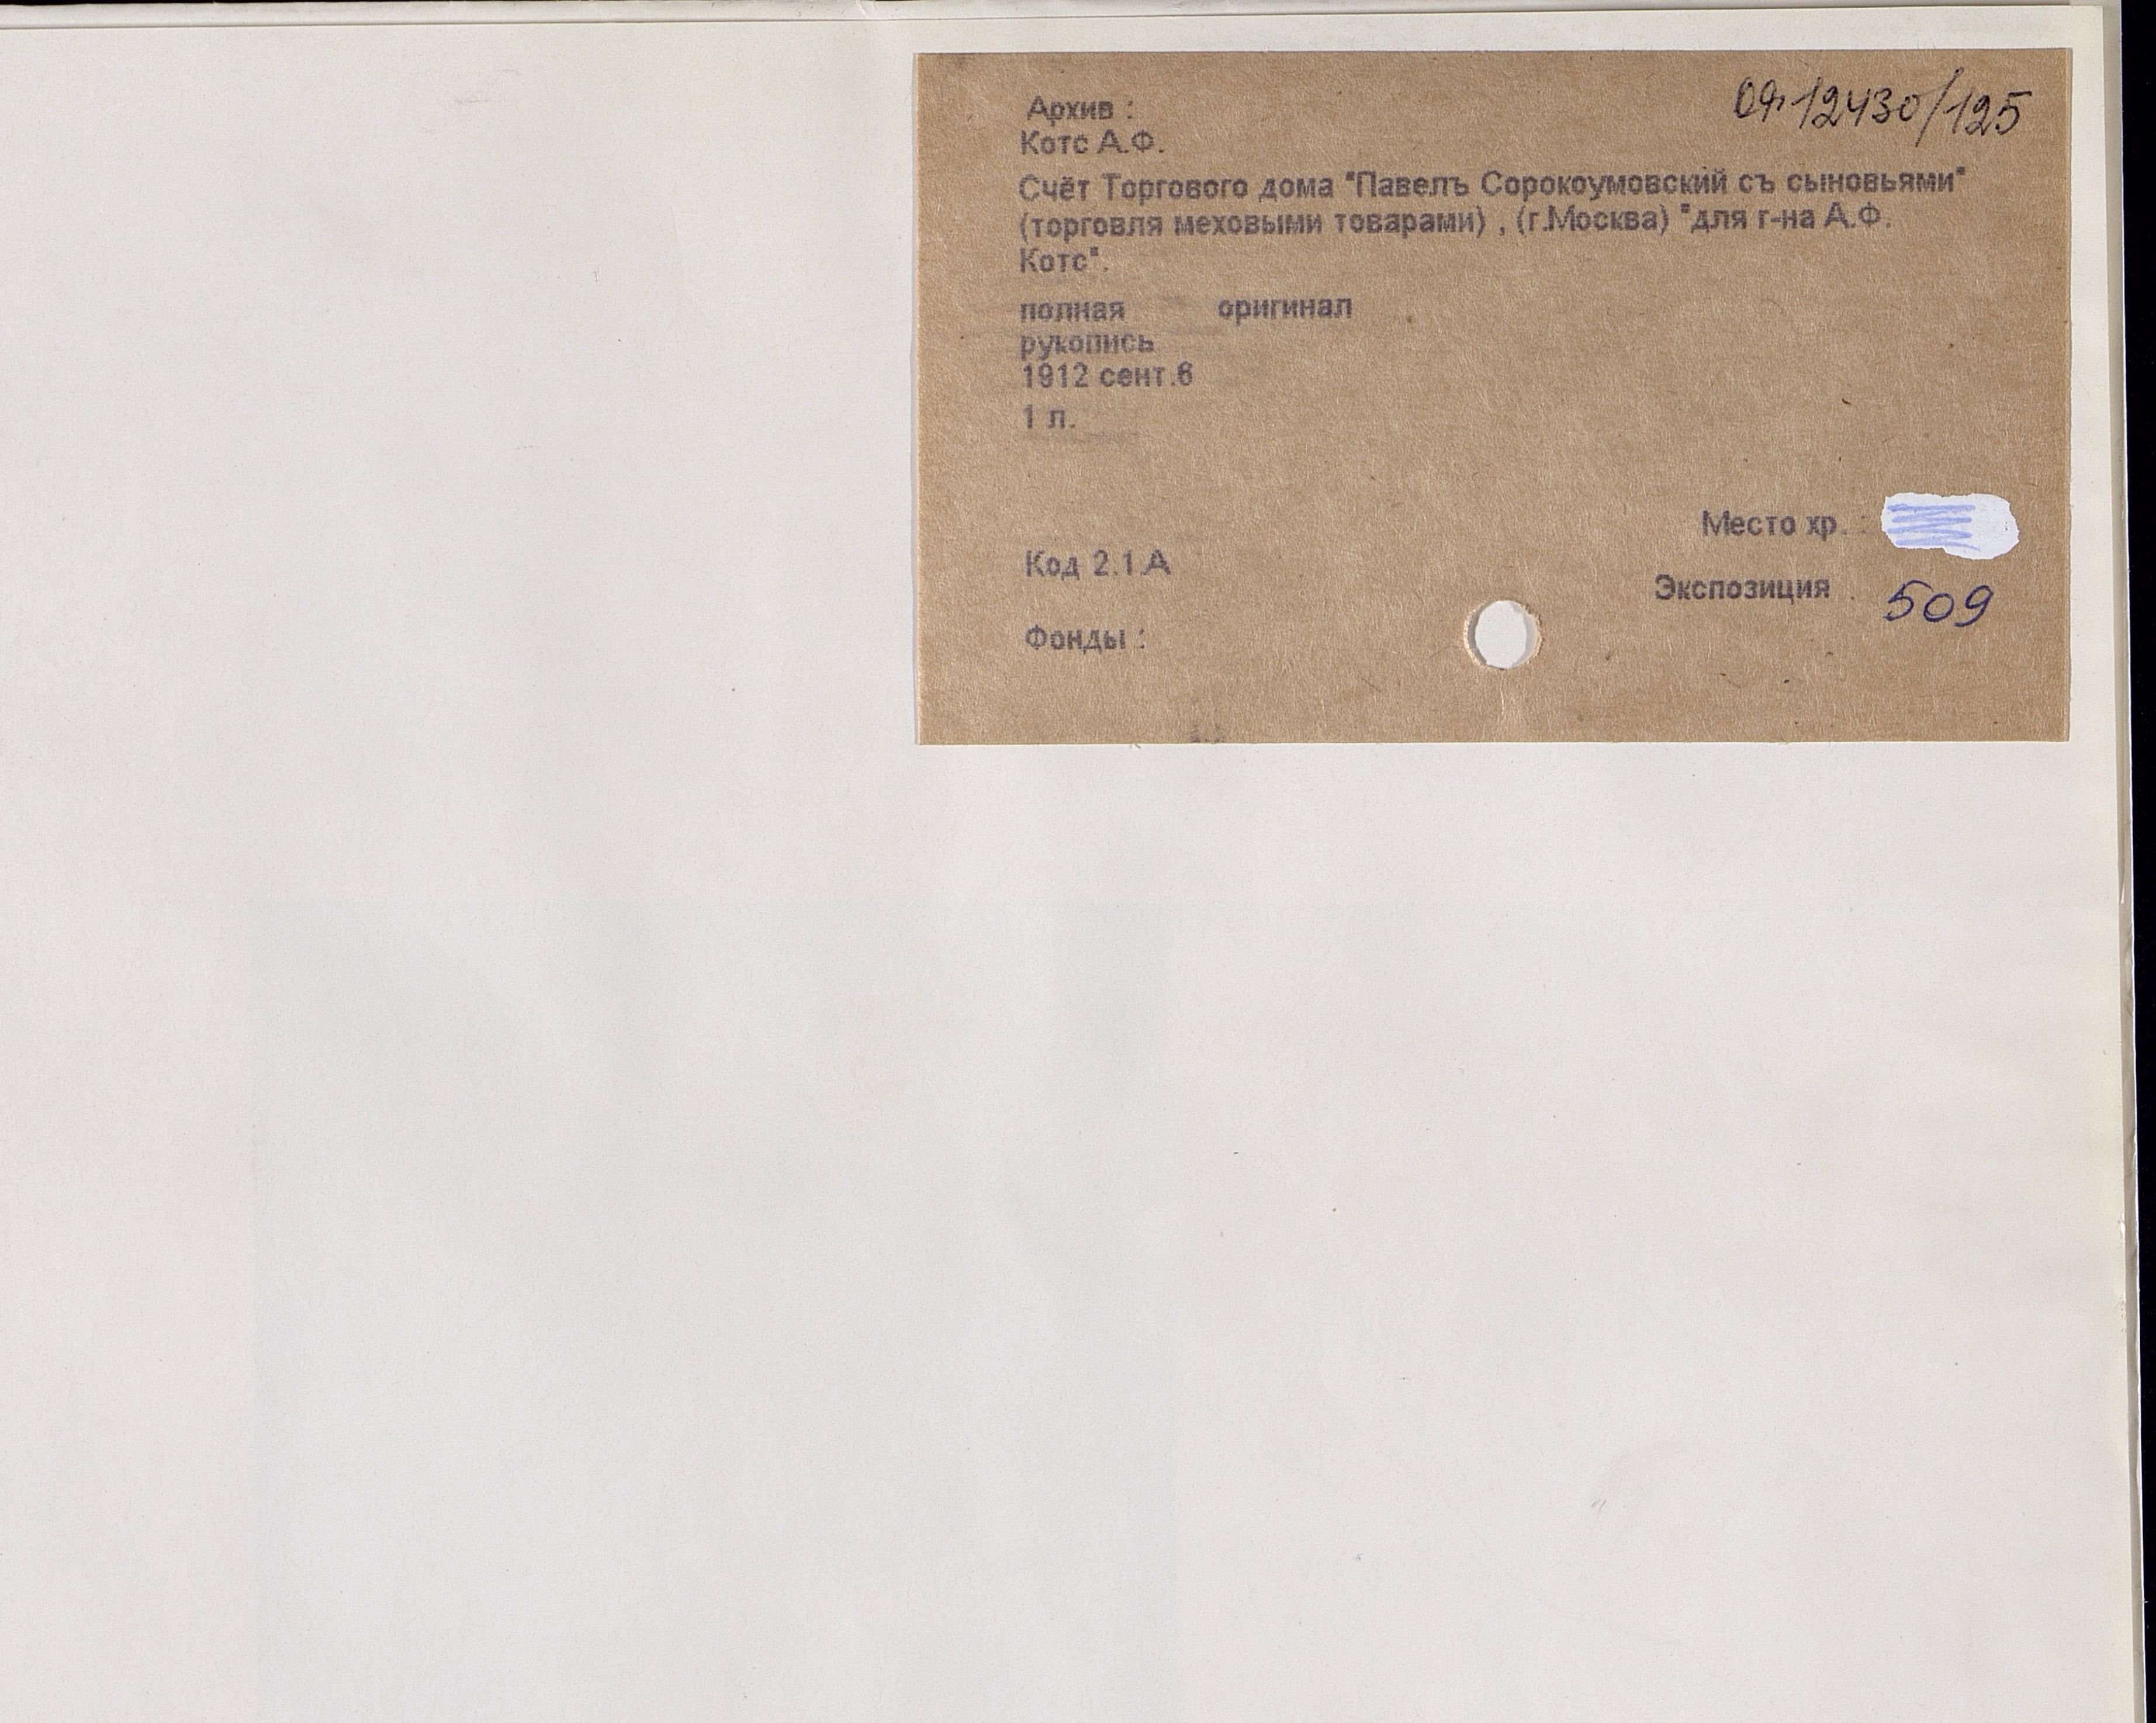 09-12430/125
Архив :
Котс А.Ф.
Счёт Торгового дома "Павелъ Сорокоумовский съ сыновьями"
(торговля меховыми товарами) , (г.Москва) "для г-на А.Ф.
Котс".
полная оригинал
рукопись
1912 сент.6
1 л.
Место хр. :
Код 2.1.А
Экспозиция . 509
Фонды :